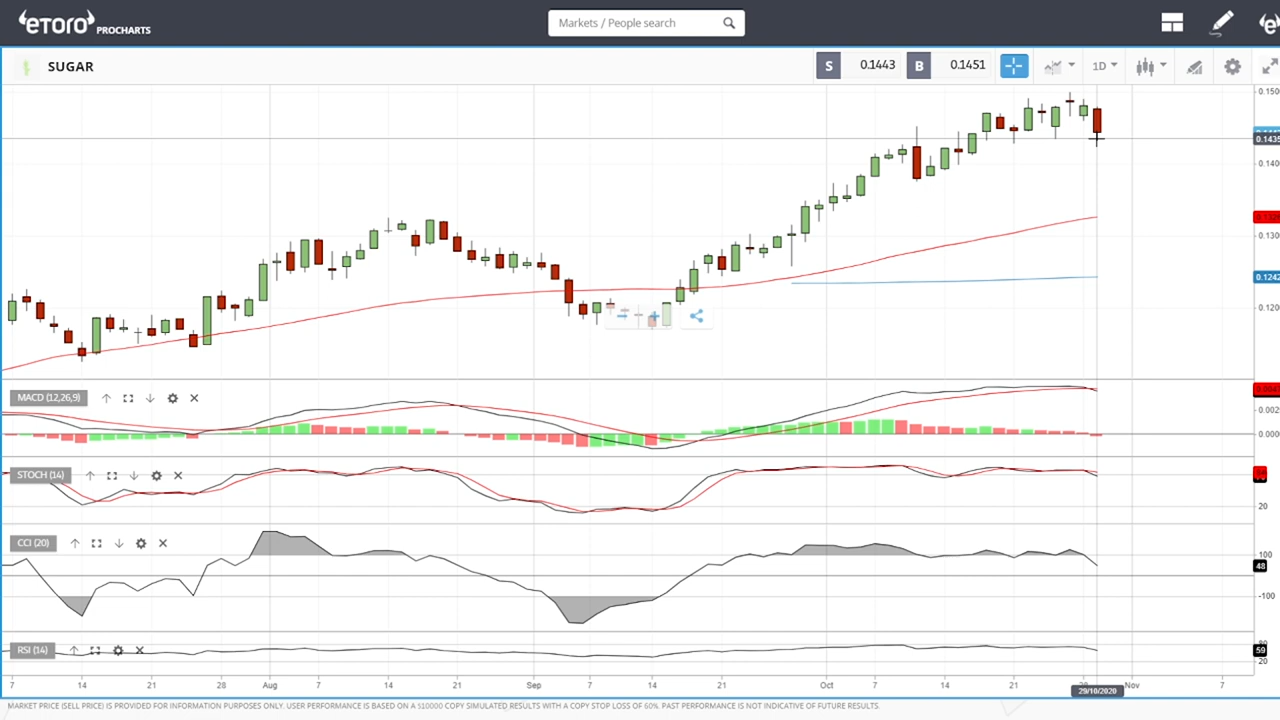 eToro PROCHARTS
Markets / People search
SUGAR
S 0.1443 B 0.1451
1D
0.1435
0.1400
0.1300
0.1242
0.1200
MACD (12,26,9)
0.002
0.000
STOCH (14)
20
CCI (20)
100
48
-100
RSI (14)
80
59
20
7 14 21 28 Aug 7 14 21 Sep 7 14 21 Oct 7 14 21 Nov 7
29/10/2020
MARKET PRICE (SELL PRICE) IS PROVIDED FOR INFORMATION PURPOSES ONLY. USER PERFORMANCE IS BASED ON A $10000 COPY SIMULATED RESULTS WITH A COPY STOP LOSS OF 60%. PAST PERFORMANCE IS NOT INDICATIVE OF FUTURE RESULTS.